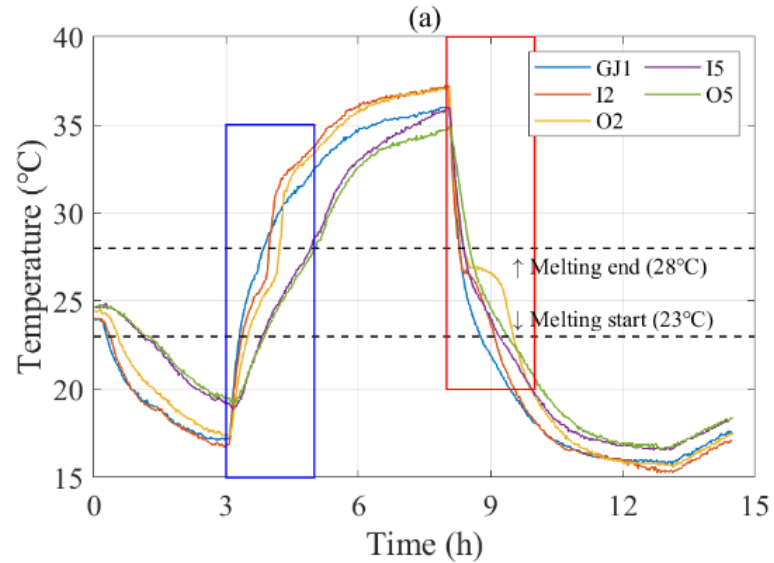 (a)
40
35
30
25
20
15
Temperature (°C)
GJ1
I5
I2
O5
O2
↑ Melting end (28°C)
↓ Melting start (23°C)
0
3
6
9
12
15
Time (h)